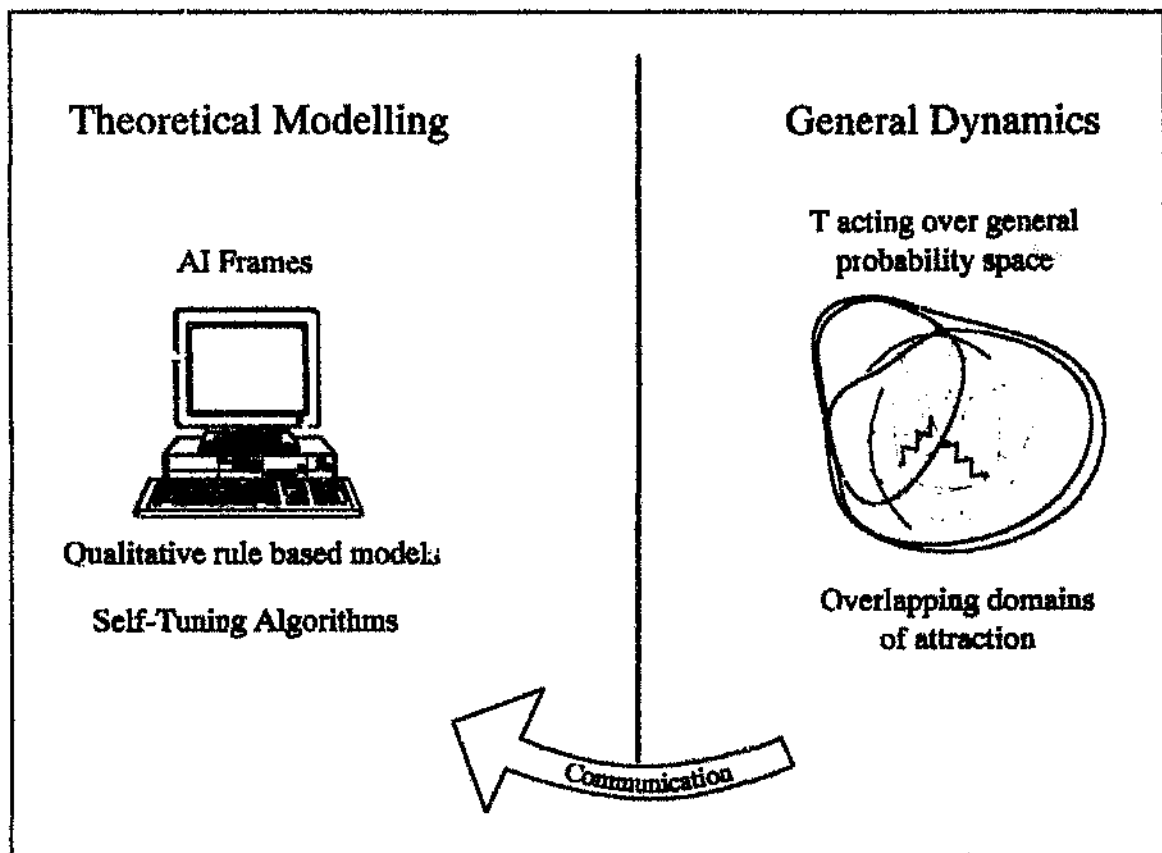 Theoretical Modelling
AI Frames
Qualitative rule based models
Self-Tuning Algorithms
General Dynamics
T acting over general
probability space
Overlapping domains
of attraction
Communication